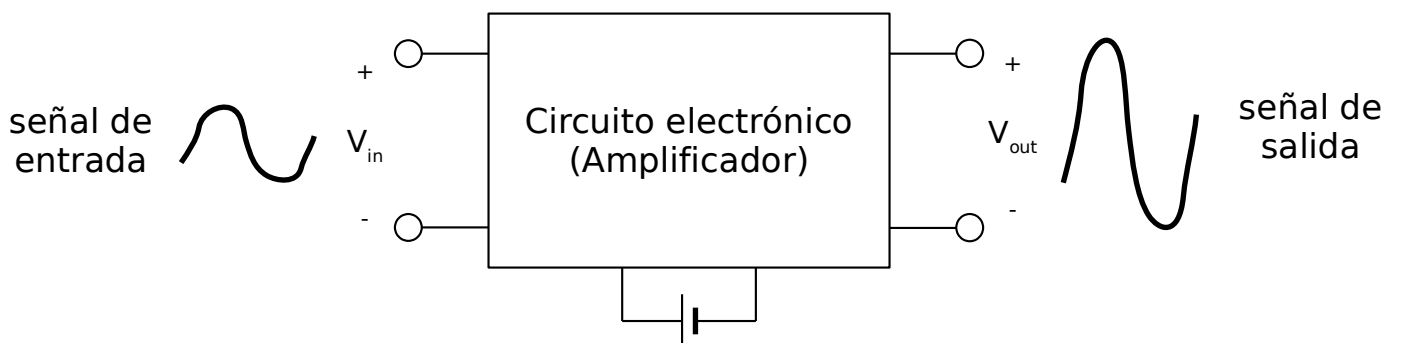 señal de
entrada
+
V_in
-
Circuito electrónico
(Amplificador)
+
V_out
-
señal de
salida